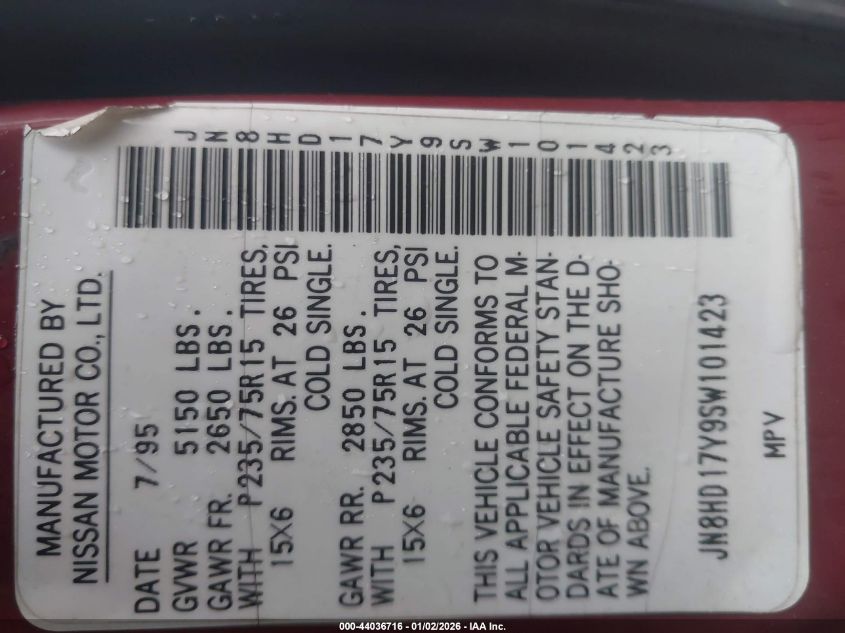 JN8HD17Y9SW101423
MANUFACTURED BY
NISSAN MOTOR CO., LTD.
DATE 7/95
GVWR 5150 LBS.
GAWR FR. 2650 LBS.
WITH P235/75R15 TIRES,
15X6 RIMS. AT 26 PSI
COLD SINGLE.
GAWR RR. 2850 LBS.
WITH P235/75R15 TIRES,
15X6 RIMS. AT 26 PSI
COLD SINGLE.
THIS VEHICLE CONFORMS TO
ALL APPLICABLE FEDERAL M-
OTOR VEHICLE SAFETY STAN-
DARDS IN EFFECT ON THE D-
ATE OF MANUFACTURE SHO-
WN ABOVE.
JN8HD17Y9SW101423
MPV
000-44036716 - 01/02/2026 - IAA Inc.